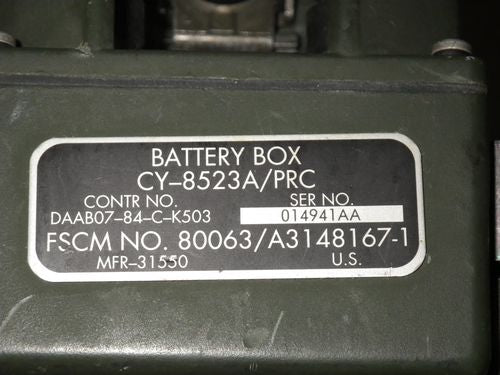 BATTERY BOX
CY–8523A/PRC
CONTR NO. SER NO.
DAAB07–84–C–K503 014941AA
FSCM NO. 80063/A3148167-1
MFR–31550 U.S.